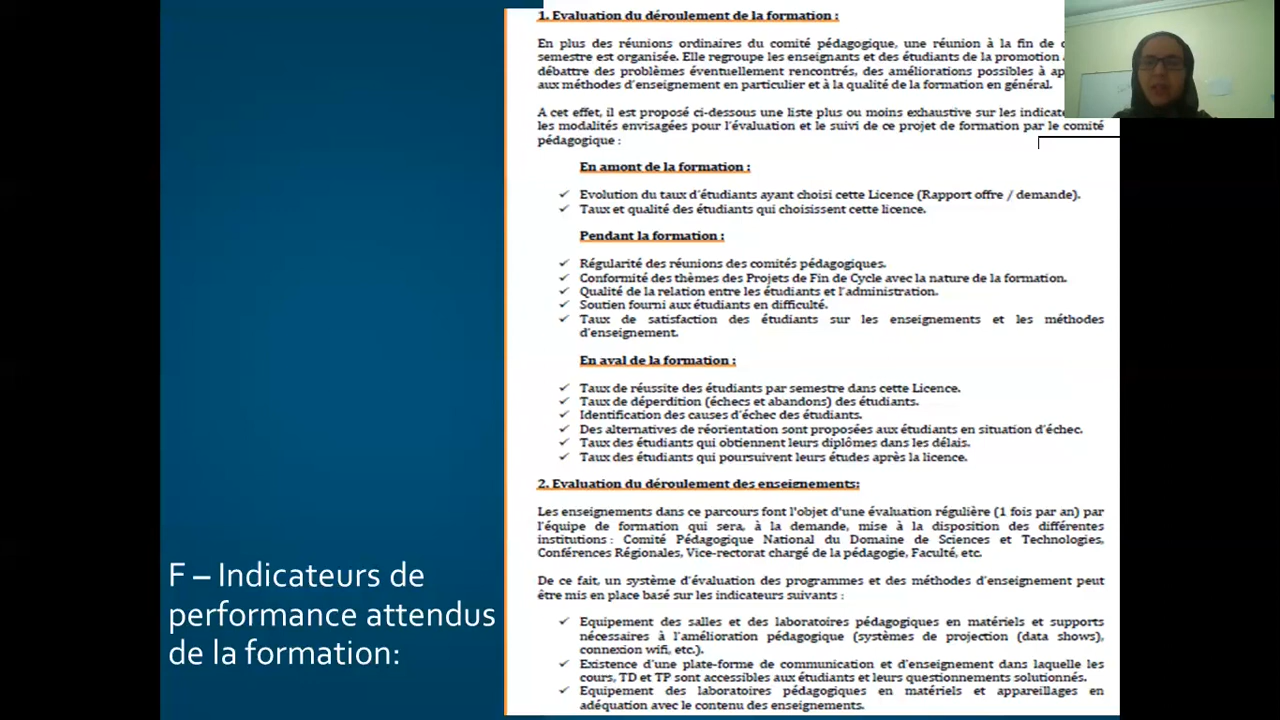 F – Indicateurs de
performance attendus
de la formation:
1. Evaluation du déroulement de la formation :
En plus des réunions ordinaires du comité pédagogique, une réunion à la fin de
semestre est organisée. Elle regroupe les enseignants et des étudiants de la promotion
débattre des problèmes éventuellement rencontrés, des améliorations possibles à
aux méthodes d'enseignement en particulier et à la qualité de la formation en général.
A cet effet, il est proposé ci-dessous une liste plus ou moins exhaustive sur les
les modalités envisagées pour l'évaluation et le suivi de ce projet de formation par le comité
pédagogique :
En amont de la formation :
✓ Evolution du taux d'étudiants ayant choisi cette Licence (Rapport offre / demande).
✓ Taux et qualité des étudiants qui choisissent cette licence.
Pendant la formation :
✓ Régularité des réunions des comités pédagogiques.
✓ Conformité des thèmes des Projets de Fin de Cycle avec la nature de la formation.
✓ Qualité de la relation entre les étudiants et l'administration.
✓ Soutien fourni aux étudiants en difficulté.
✓ Taux de satisfaction des étudiants sur les enseignements et les méthodes
d'enseignement.
En aval de la formation :
✓ Taux de réussite des étudiants par semestre dans cette Licence.
✓ Taux de déperdition (échecs et abandons) des étudiants.
✓ Identification des causes d'échec des étudiants.
✓ Des alternatives de réorientation sont proposées aux étudiants en situation d'échec.
✓ Taux des étudiants qui obtiennent leurs diplômes dans les délais.
✓ Taux des étudiants qui poursuivent leurs études après la licence.
2. Evaluation du déroulement des enseignements:
Les enseignements dans ce parcours font l'objet d'une évaluation régulière (1 fois par an) par
l'équipe de formation qui sera, à la demande, mise à la disposition des différentes
institutions : Comité Pédagogique National du Domaine de Sciences et Technologies,
Conférences Régionales, Vice-rectorat chargé de la pédagogie, Faculté, etc.
De ce fait, un système d'évaluation des programmes et des méthodes d'enseignement peut
être mis en place basé sur les indicateurs suivants :
✓ Equipement des salles et des laboratoires pédagogiques en matériels et supports
nécessaires à l'amélioration pédagogique (systèmes de projection (data shows),
connexion wifi, etc.).
✓ Existence d'une plate-forme de communication et d'enseignement dans laquelle les
cours, TD et TP sont accessibles aux étudiants et leurs questionnements solutionnés.
✓ Equipement des laboratoires pédagogiques en matériels et appareillages en
adéquation avec le contenu des enseignements.